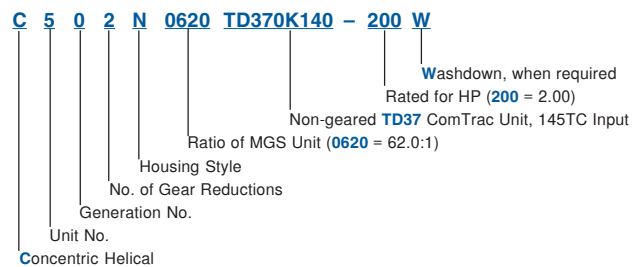 C 5 0 2 N 0620 TD370K140 – 200 W
Washdown, when required
Rated for HP (200 = 2.00)
Non-geared TD37 ComTrac Unit, 145TC Input
Ratio of MGS Unit (0620 = 62.0:1)
Housing Style
No. of Gear Reductions
Generation No.
Unit No.
Concentric Helical